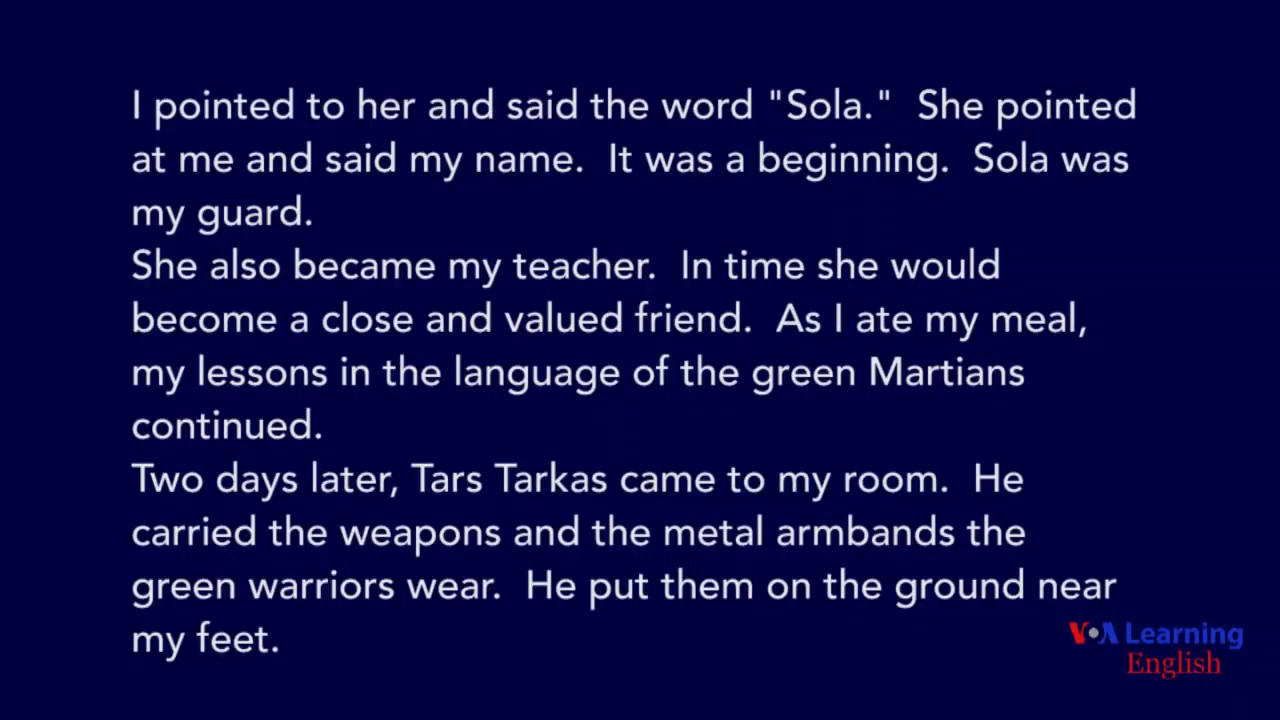 I pointed to her and said the word "Sola."  She pointed
at me and said my name.  It was a beginning.  Sola was
my guard.
She also became my teacher.  In time she would
become a close and valued friend.  As I ate my meal,
my lessons in the language of the green Martians
continued.
Two days later, Tars Tarkas came to my room.  He
carried the weapons and the metal armbands the
green warriors wear.  He put them on the ground near
my feet.
VOA Learning
English